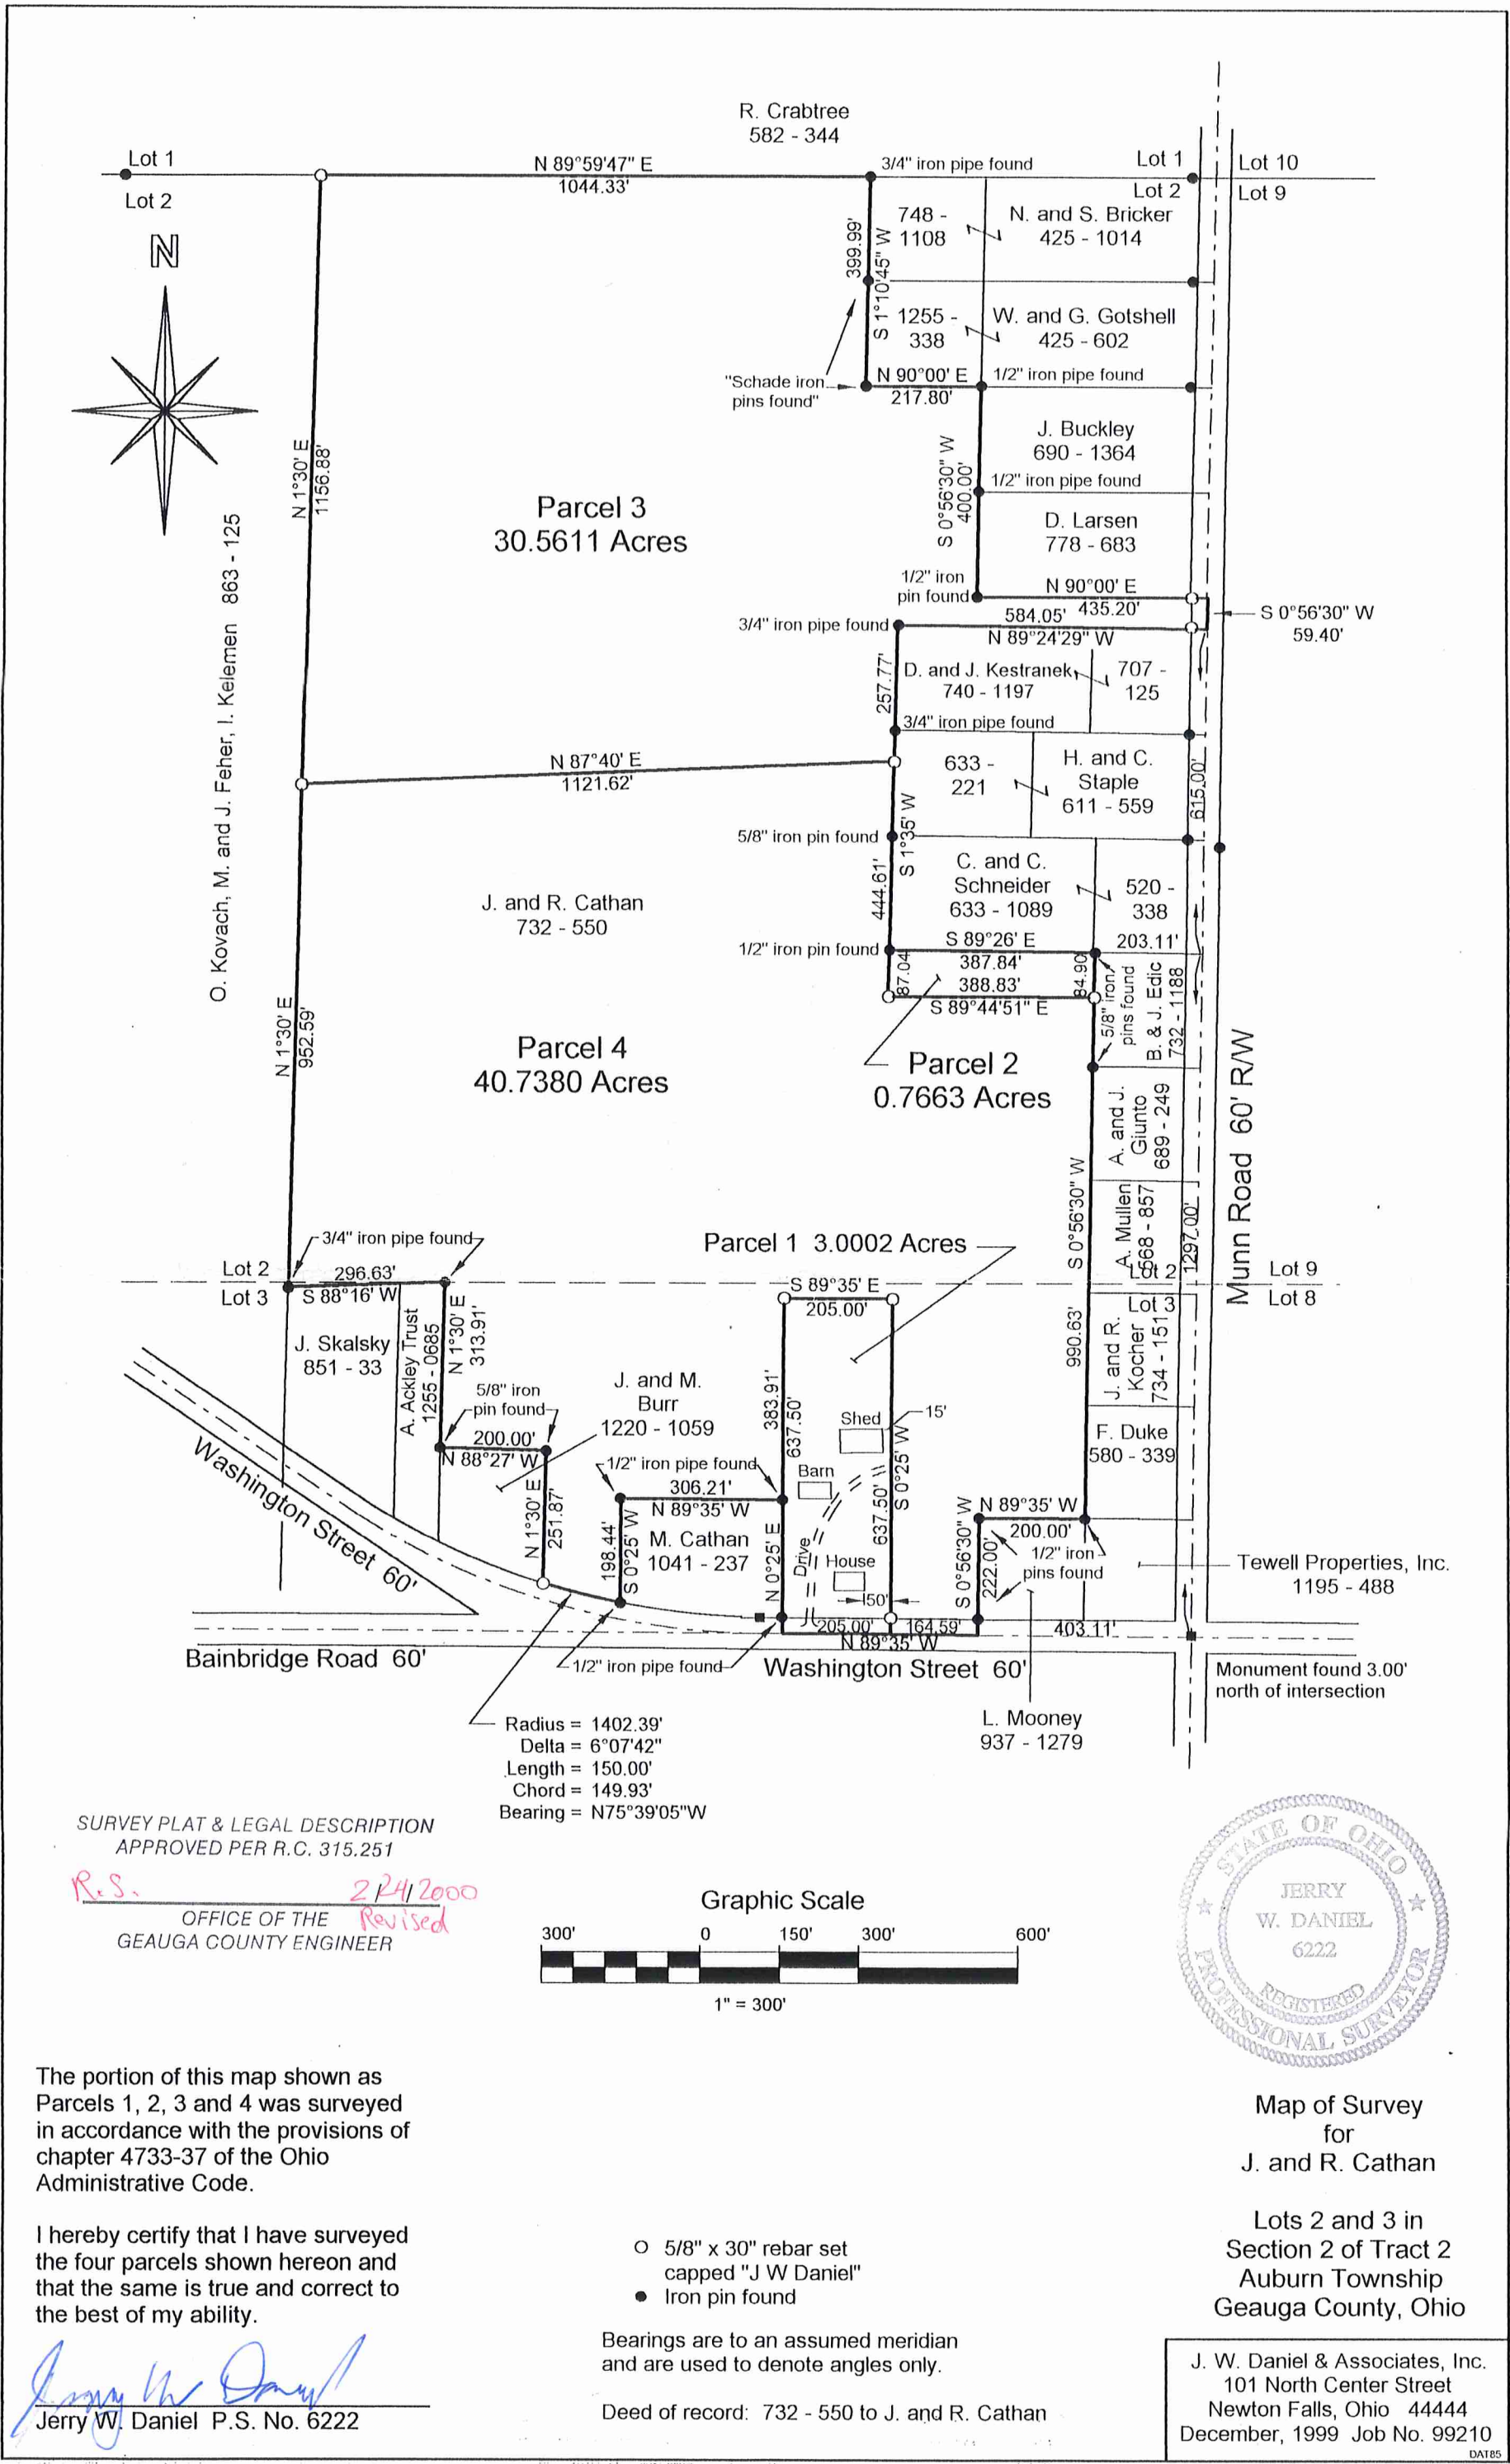 R. Crabtree
582 - 344
Lot 1
Lot 2
N 89°59'47" E
1044.33'
3/4" iron pipe found
Lot 1
Lot 2
Lot 10
Lot 9
N
399.99'
S 1°10'45" W
748 -
1108
N. and S. Bricker
425 - 1014
1255 -
338
W. and G. Gotshell
425 - 602
"Schade iron
pins found"
N 90°00' E
217.80'
1/2" iron pipe found
J. Buckley
690 - 1364
S 0°56'30" W
400.00'
1/2" iron pipe found
D. Larsen
778 - 683
N 1°30' E
1156.88'
Parcel 3
30.5611 Acres
O. Kovach, M. and J. Feher, I. Kelemen 863 - 125
1/2" iron
pin found
N 90°00' E
435.20'
584.05'
N 89°24'29" W
S 0°56'30" W
59.40'
3/4" iron pipe found
257.77'
D. and J. Kestranek
740 - 1197
707 -
125
3/4" iron pipe found
N 87°40' E
1121.62'
633 -
221
H. and C.
Staple
611 - 559
615.00'
S 1°35' W
5/8" iron pin found
444.61'
C. and C.
Schneider
633 - 1089
520 -
338
J. and R. Cathan
732 - 550
1/2" iron pin found
S 89°26' E
387.84'
203.11'
87.04
388.83'
S 89°44'51" E
84.90
5/8" iron
pins found
B. & J. Edic
732 - 1188
N 1°30' E
952.59'
Parcel 4
40.7380 Acres
Parcel 2
0.7663 Acres
A. and J.
Giunto
689 - 249
Munn Road 60' R/W
S 0°56'30" W
990.63'
A. Mullen
668 - 857
1297.00'
3/4" iron pipe found
Parcel 1 3.0002 Acres
Lot 2
Lot 3
296.63'
S 88°16' W
Lot 2
Lot 3
Lot 9
Lot 8
S 89°35' E
205.00'
J. Skalsky
851 - 33
A. Ackley Trust
1255 - 0685
N 1°30' E
313.91'
J. and R.
Kocher
734 - 151
5/8" iron
pin found
J. and M.
Burr
1220 - 1059
383.91'
637.50'
Shed
15'
F. Duke
580 - 339
200.00'
N 88°27' W
1/2" iron pipe found
Barn
306.21'
N 89°35' W
637.50'
S 0°25' W
N 89°35' W
200.00'
Washington Street 60'
N 1°30' E
251.87'
198.44'
S 0°25' W
M. Cathan
1041 - 237
N 0°25' E
Drive
House
50'
S 0°56'30" W
222.00'
1/2" iron
pins found
Tewell Properties, Inc.
1195 - 488
205.00'
164.59'
403.11'
N 89°35' W
Bainbridge Road 60'
1/2" iron pipe found
Washington Street 60'
Monument found 3.00'
north of intersection
L. Mooney
937 - 1279
Radius = 1402.39'
Delta = 6°07'42"
Length = 150.00'
Chord = 149.93'
Bearing = N75°39'05"W
SURVEY PLAT & LEGAL DESCRIPTION
APPROVED PER R.C. 315.251
R.S. 2/24/2000
OFFICE OF THE Revised
GEAUGA COUNTY ENGINEER
Graphic Scale
300' 0 150' 300' 600'
1" = 300'
STATE OF OHIO
JERRY
W. DANIEL
6222
REGISTERED
PROFESSIONAL SURVEYOR
The portion of this map shown as
Parcels 1, 2, 3 and 4 was surveyed
in accordance with the provisions of
chapter 4733-37 of the Ohio
Administrative Code.
I hereby certify that I have surveyed
the four parcels shown hereon and
that the same is true and correct to
the best of my ability.
Jerry W Daniel
Jerry W. Daniel P.S. No. 6222
5/8" x 30" rebar set
capped "J W Daniel"
Iron pin found
Bearings are to an assumed meridian
and are used to denote angles only.
Deed of record: 732 - 550 to J. and R. Cathan
Map of Survey
for
J. and R. Cathan
Lots 2 and 3 in
Section 2 of Tract 2
Auburn Township
Geauga County, Ohio
J. W. Daniel & Associates, Inc.
101 North Center Street
Newton Falls, Ohio 44444
December, 1999 Job No. 99210
DAT85